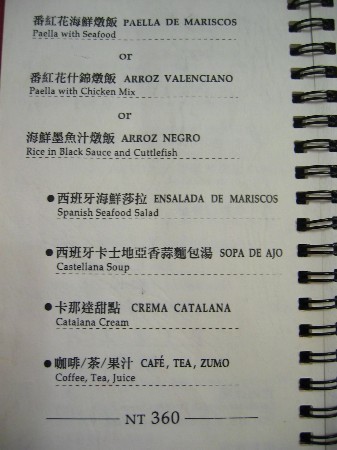 番紅花海鮮燉飯 PAELLA DE MARISCOS
Paella with Seafood
or
番紅花什錦燉飯 ARROZ VALENCIANO
Paella with Chicken Mix
or
海鮮墨魚汁燉飯 ARROZ NEGRO
Rice in Black Sauce and Cuttlefish
●西班牙海鮮莎拉 ENSALADA DE MARISCOS
Spanish Seafood Salad
●西班牙卡士地亞香蒜麵包湯 SOPA DE AJO
Castellana Soup
●卡那達甜點 CREMA CATALANA
Catalana Cream
●咖啡/茶/果汁 CAFÉ, TEA, ZUMO
Coffee, Tea, Juice
NT 360